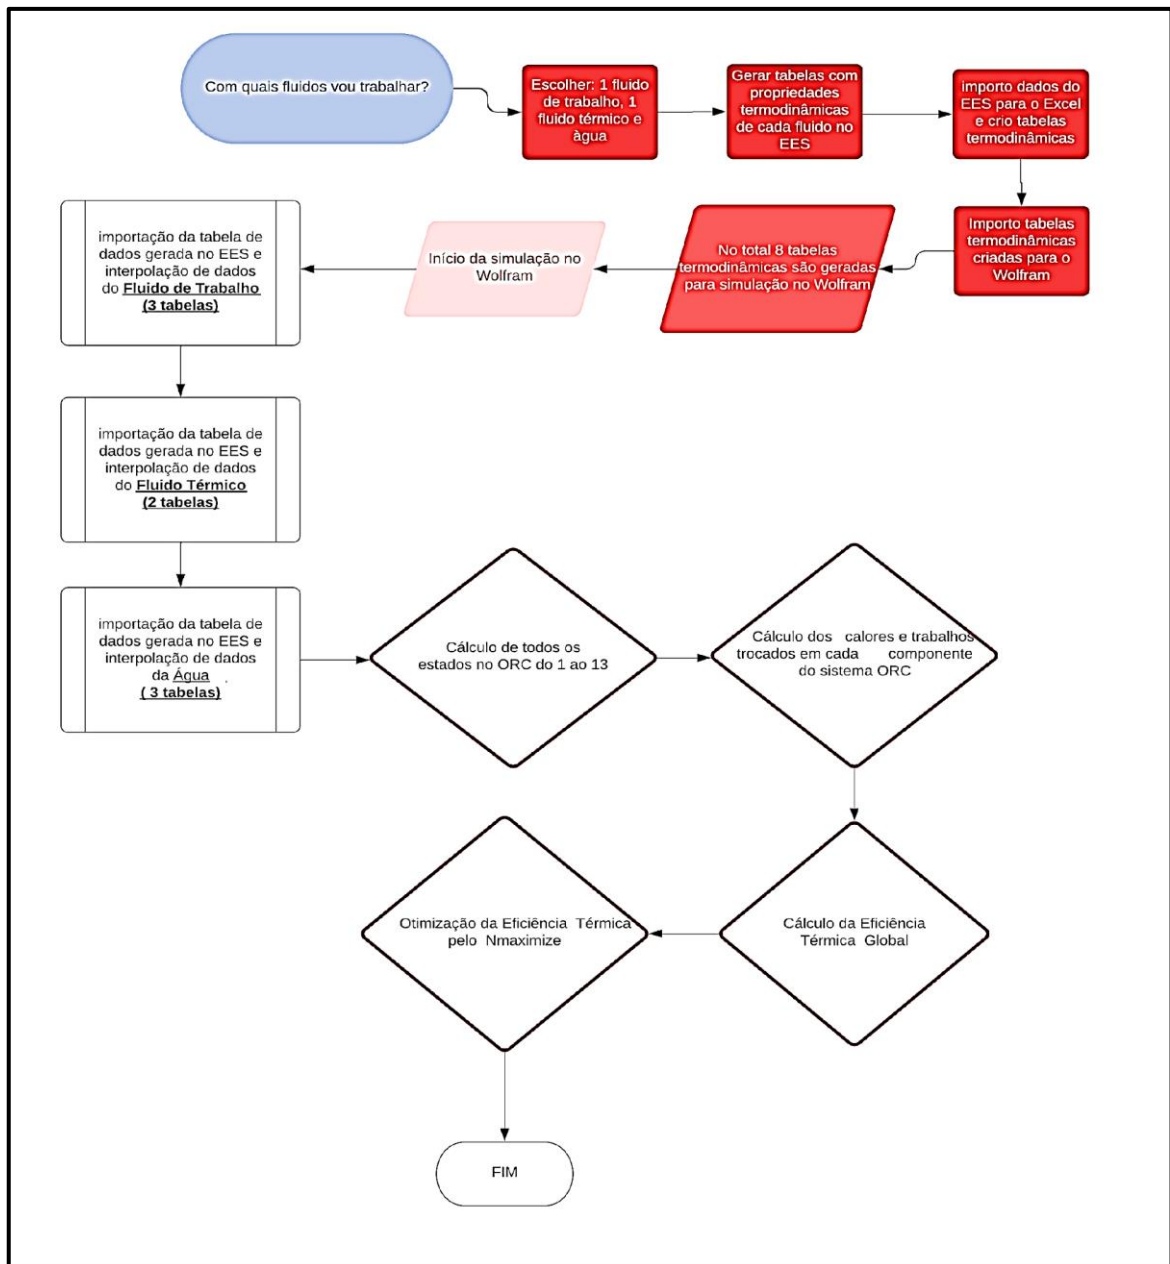 Com quais fluidos vou trabalhar?
Escolher: 1 fluido
de trabalho, 1
fluido térmico e
àgua
Gerar tabelas com
propriedades
termodinâmicas
de cada fluido no
EES
Importo dados do
EES para o Excel
e crio tabelas
termodinâmicas
Importo tabelas
termodinâmicas
criadas para o
Wolfram
No total 8 tabelas
termodinâmicas são geradas
para simulação no Wolfram
Início da simulação no
Wolfram
importação da tabela de
dados gerada no EES e
interpolação de dados
do Fluido de Trabalho
(3 tabelas)
importação da tabela de
dados gerada no EES e
interpolação de dados
do Fluido Térmico
(2 tabelas)
importação da tabela de
dados gerada no EES e
interpolação de dados
da Água .
( 3 tabelas)
Cálculo de todos os
estados no ORC do 1 ao 13
Cálculo dos calores e trabalhos
trocados em cada componente
do sistema ORC
Cálculo da Eficiência
Térmica Global
Otimização da Eficiência Térmica
pelo Nmaximize
FIM